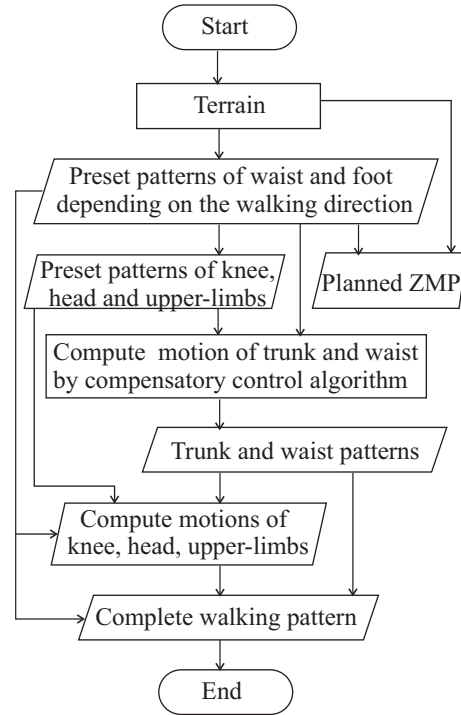 Start
Terrain
Preset patterns of waist and foot
depending on the walking direction
Preset patterns of knee,
head and upper-limbs
Planned ZMP
Compute motion of trunk and waist
by compensatory control algorithm
Trunk and waist patterns
Compute motions of
knee, head, upper-limbs
Complete walking pattern
End